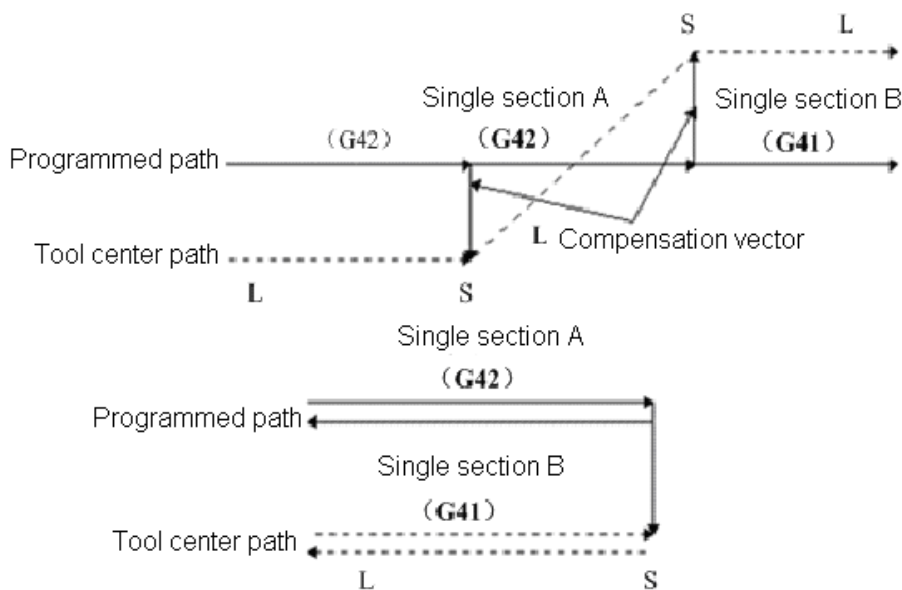 S L
Single section A Single section B
(G42) (G42) (G41)
Programmed path
L Compensation vector
Tool center path
L S
Single section A
(G42)
Programmed path
Single section B
(G41)
Tool center path
L S